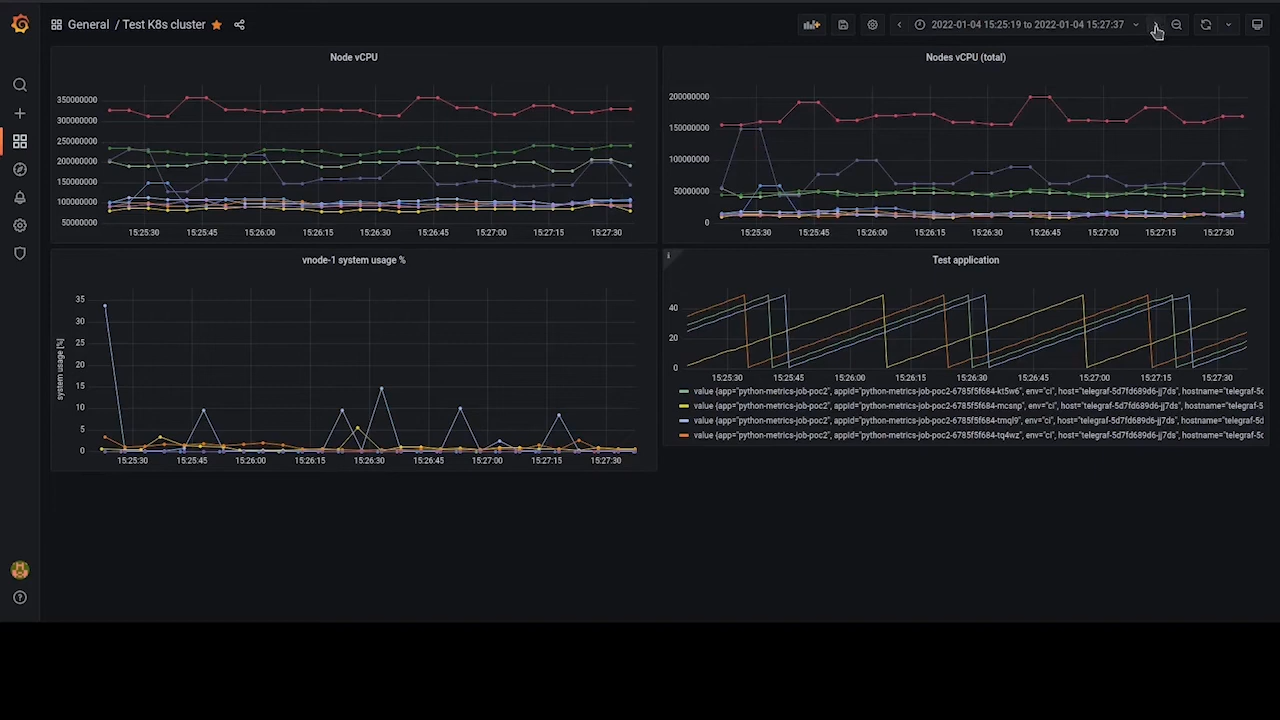 General / Test K8s cluster
2022-01-04 15:25:19 to 2022-01-04 15:27:37
Node vCPU
350000000
300000000
250000000
200000000
150000000
100000000
50000000
15:25:30 15:25:45 15:26:00 15:26:15 15:26:30 15:26:45 15:27:00 15:27:15 15:27:30
Nodes vCPU (total)
200000000
150000000
100000000
50000000
0
15:25:30 15:25:45 15:26:00 15:26:15 15:26:30 15:26:45 15:27:00 15:27:15 15:27:30
vnode-1 system usage %
system usage [%]
35
30
25
20
15
10
5
0
15:25:30 15:25:45 15:26:00 15:26:15 15:26:30 15:26:45 15:27:00 15:27:15 15:27:30
i
Test application
40
20
0
15:25:30 15:25:45 15:26:00 15:26:15 15:26:30 15:26:45 15:27:00 15:27:15 15:27:30
value {app="python-metrics-job-poc2", appId="python-metrics-job-poc2-6785f5f684-kt5w6", env="ci", host="telegraf-5d7fd689d6-jj7ds", hostname="telegraf-5d
value {app="python-metrics-job-poc2", appId="python-metrics-job-poc2-6785f5f684-mcsnp", env="ci", host="telegraf-5d7fd689d6-jj7ds", hostname="telegraf-5
value {app="python-metrics-job-poc2", appId="python-metrics-job-poc2-6785f5f684-tmql9", env="ci", host="telegraf-5d7fd689d6-jj7ds", hostname="telegraf-5d
value {app="python-metrics-job-poc2", appId="python-metrics-job-poc2-6785f5f684-tq4wz", env="ci", host="telegraf-5d7fd689d6-jj7ds", hostname="telegraf-5d